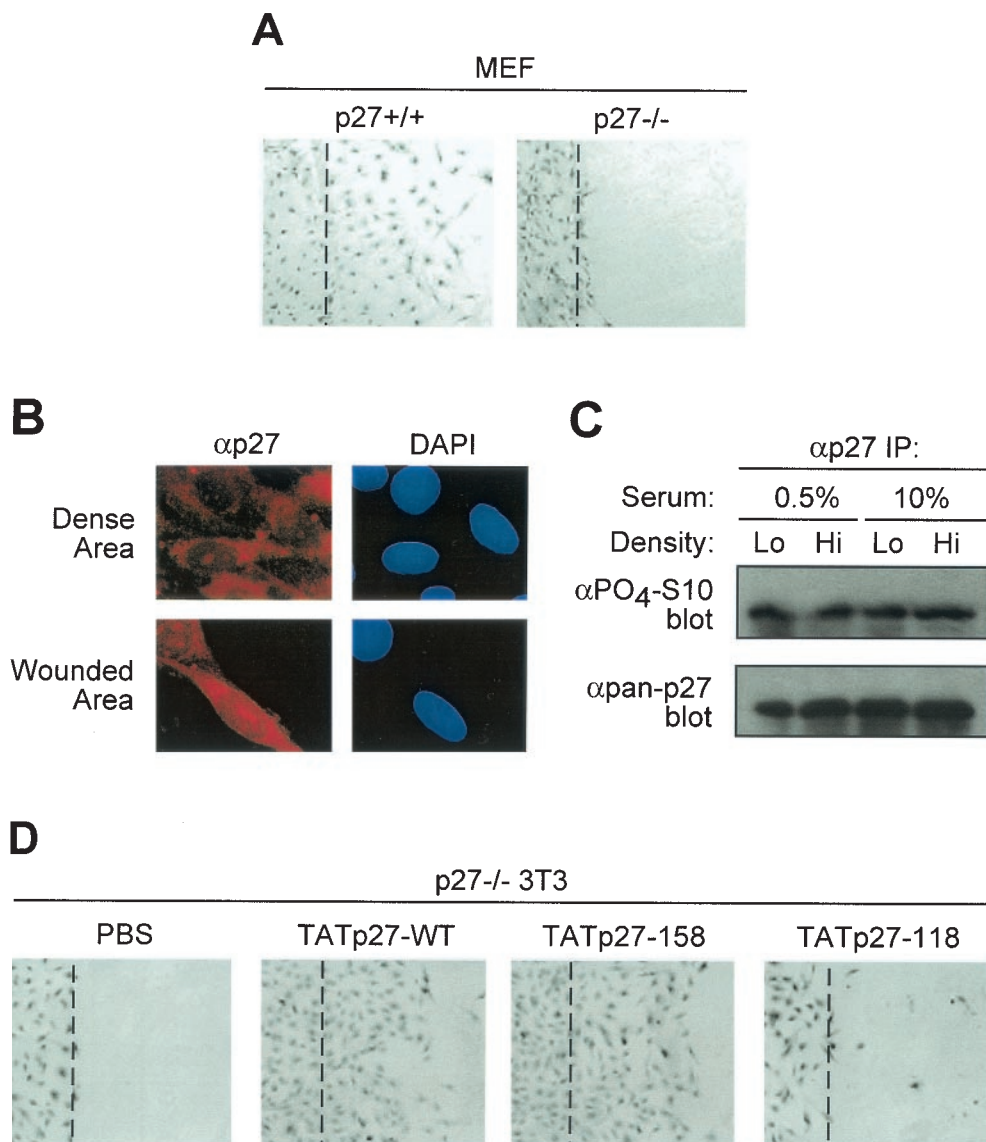 A
MEF
p27+/+ p27-/-
B
αp27 DAPI
Dense
Area
Wounded
Area
C
αp27 IP:
Serum: 0.5% 10%
Density: Lo Hi Lo Hi
αPO4-S10
blot
αpan-p27
blot
D
p27-/- 3T3
PBS TATp27-WT TATp27-158 TATp27-118